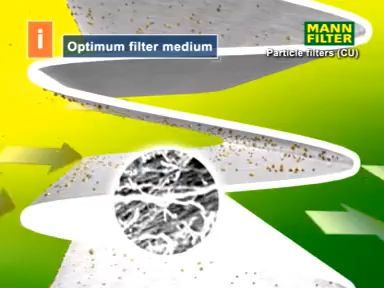 i
Optimum filter medium
MANN
FILTER
Particle filters (CU)